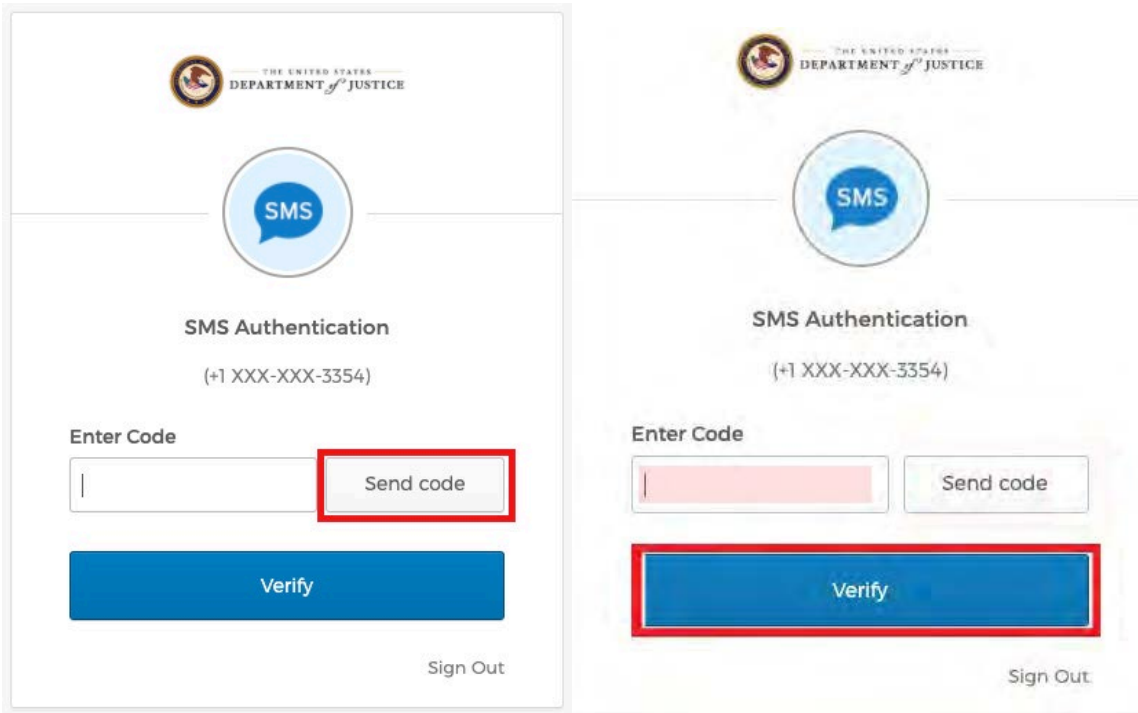 THE UNITED STATES
DEPARTMENT of JUSTICE
SMS
SMS Authentication
(+1 XXX-XXX-3354)
Enter Code
Send code
Verify
Sign Out
THE UNITED STATES
DEPARTMENT of JUSTICE
SMS
SMS Authentication
(+1 XXX-XXX-3354)
Enter Code
Send code
Verify
Sign Out